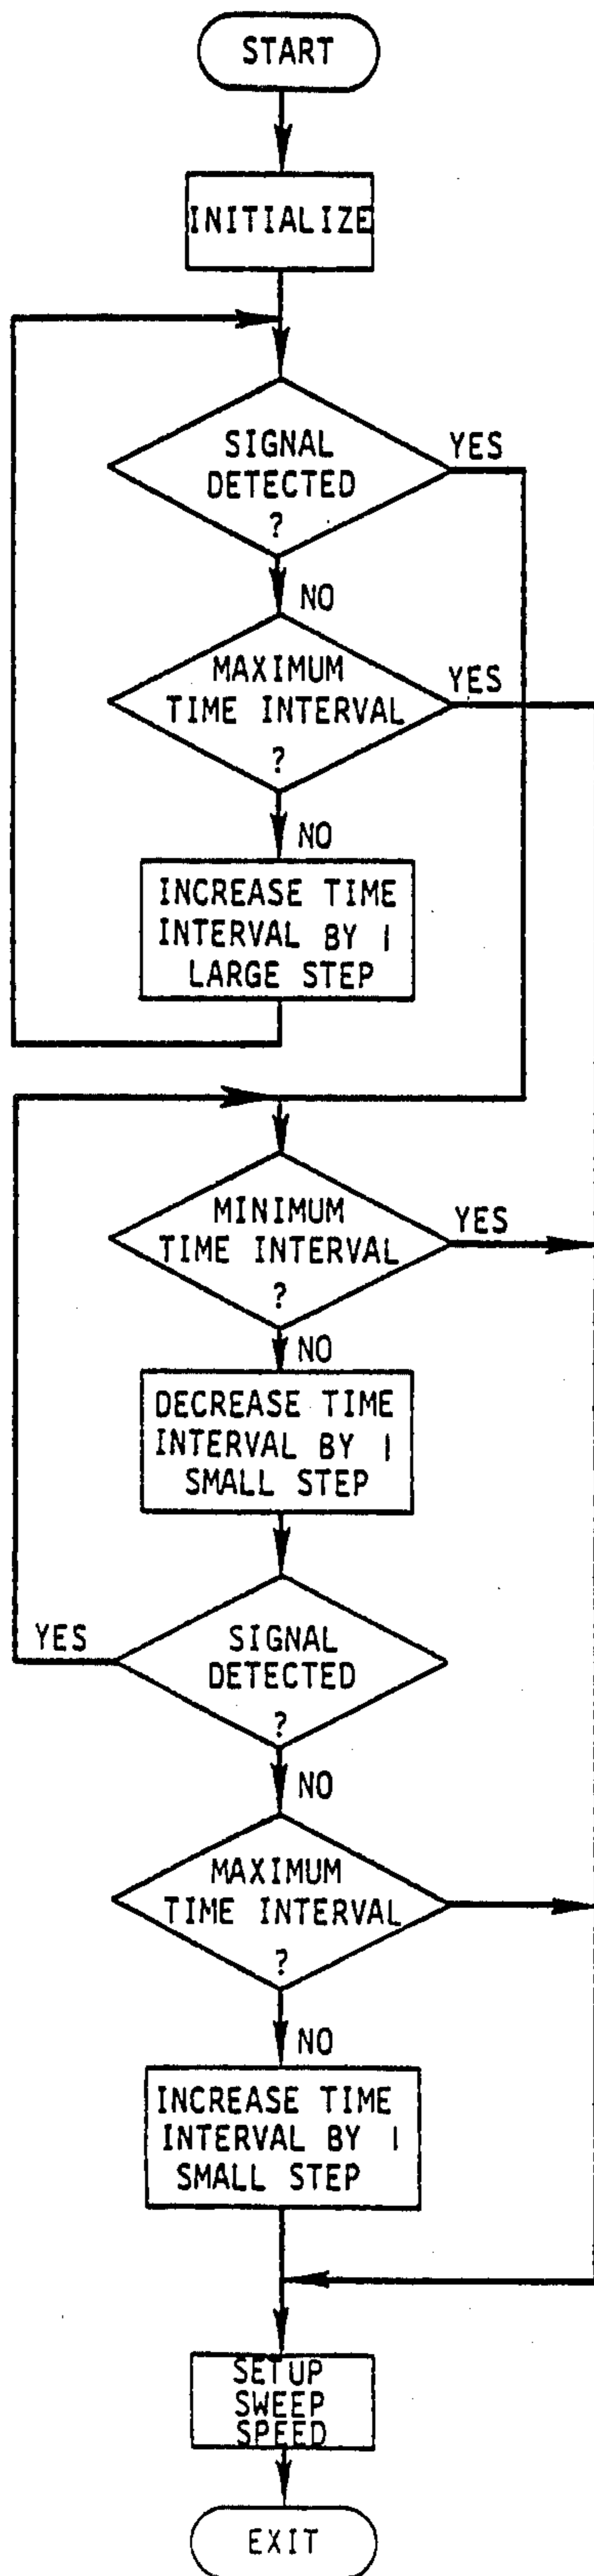 START
INITIALIZE
SIGNAL
DETECTED
?
YES
NO
MAXIMUM
TIME INTERVAL
?
YES
NO
INCREASE TIME
INTERVAL BY 1
LARGE STEP
MINIMUM
TIME INTERVAL
?
YES
NO
DECREASE TIME
INTERVAL BY 1
SMALL STEP
YES
SIGNAL
DETECTED
?
NO
MAXIMUM
TIME INTERVAL
?
NO
INCREASE TIME
INTERVAL BY 1
SMALL STEP
SETUP
SWEEP
SPEED
EXIT